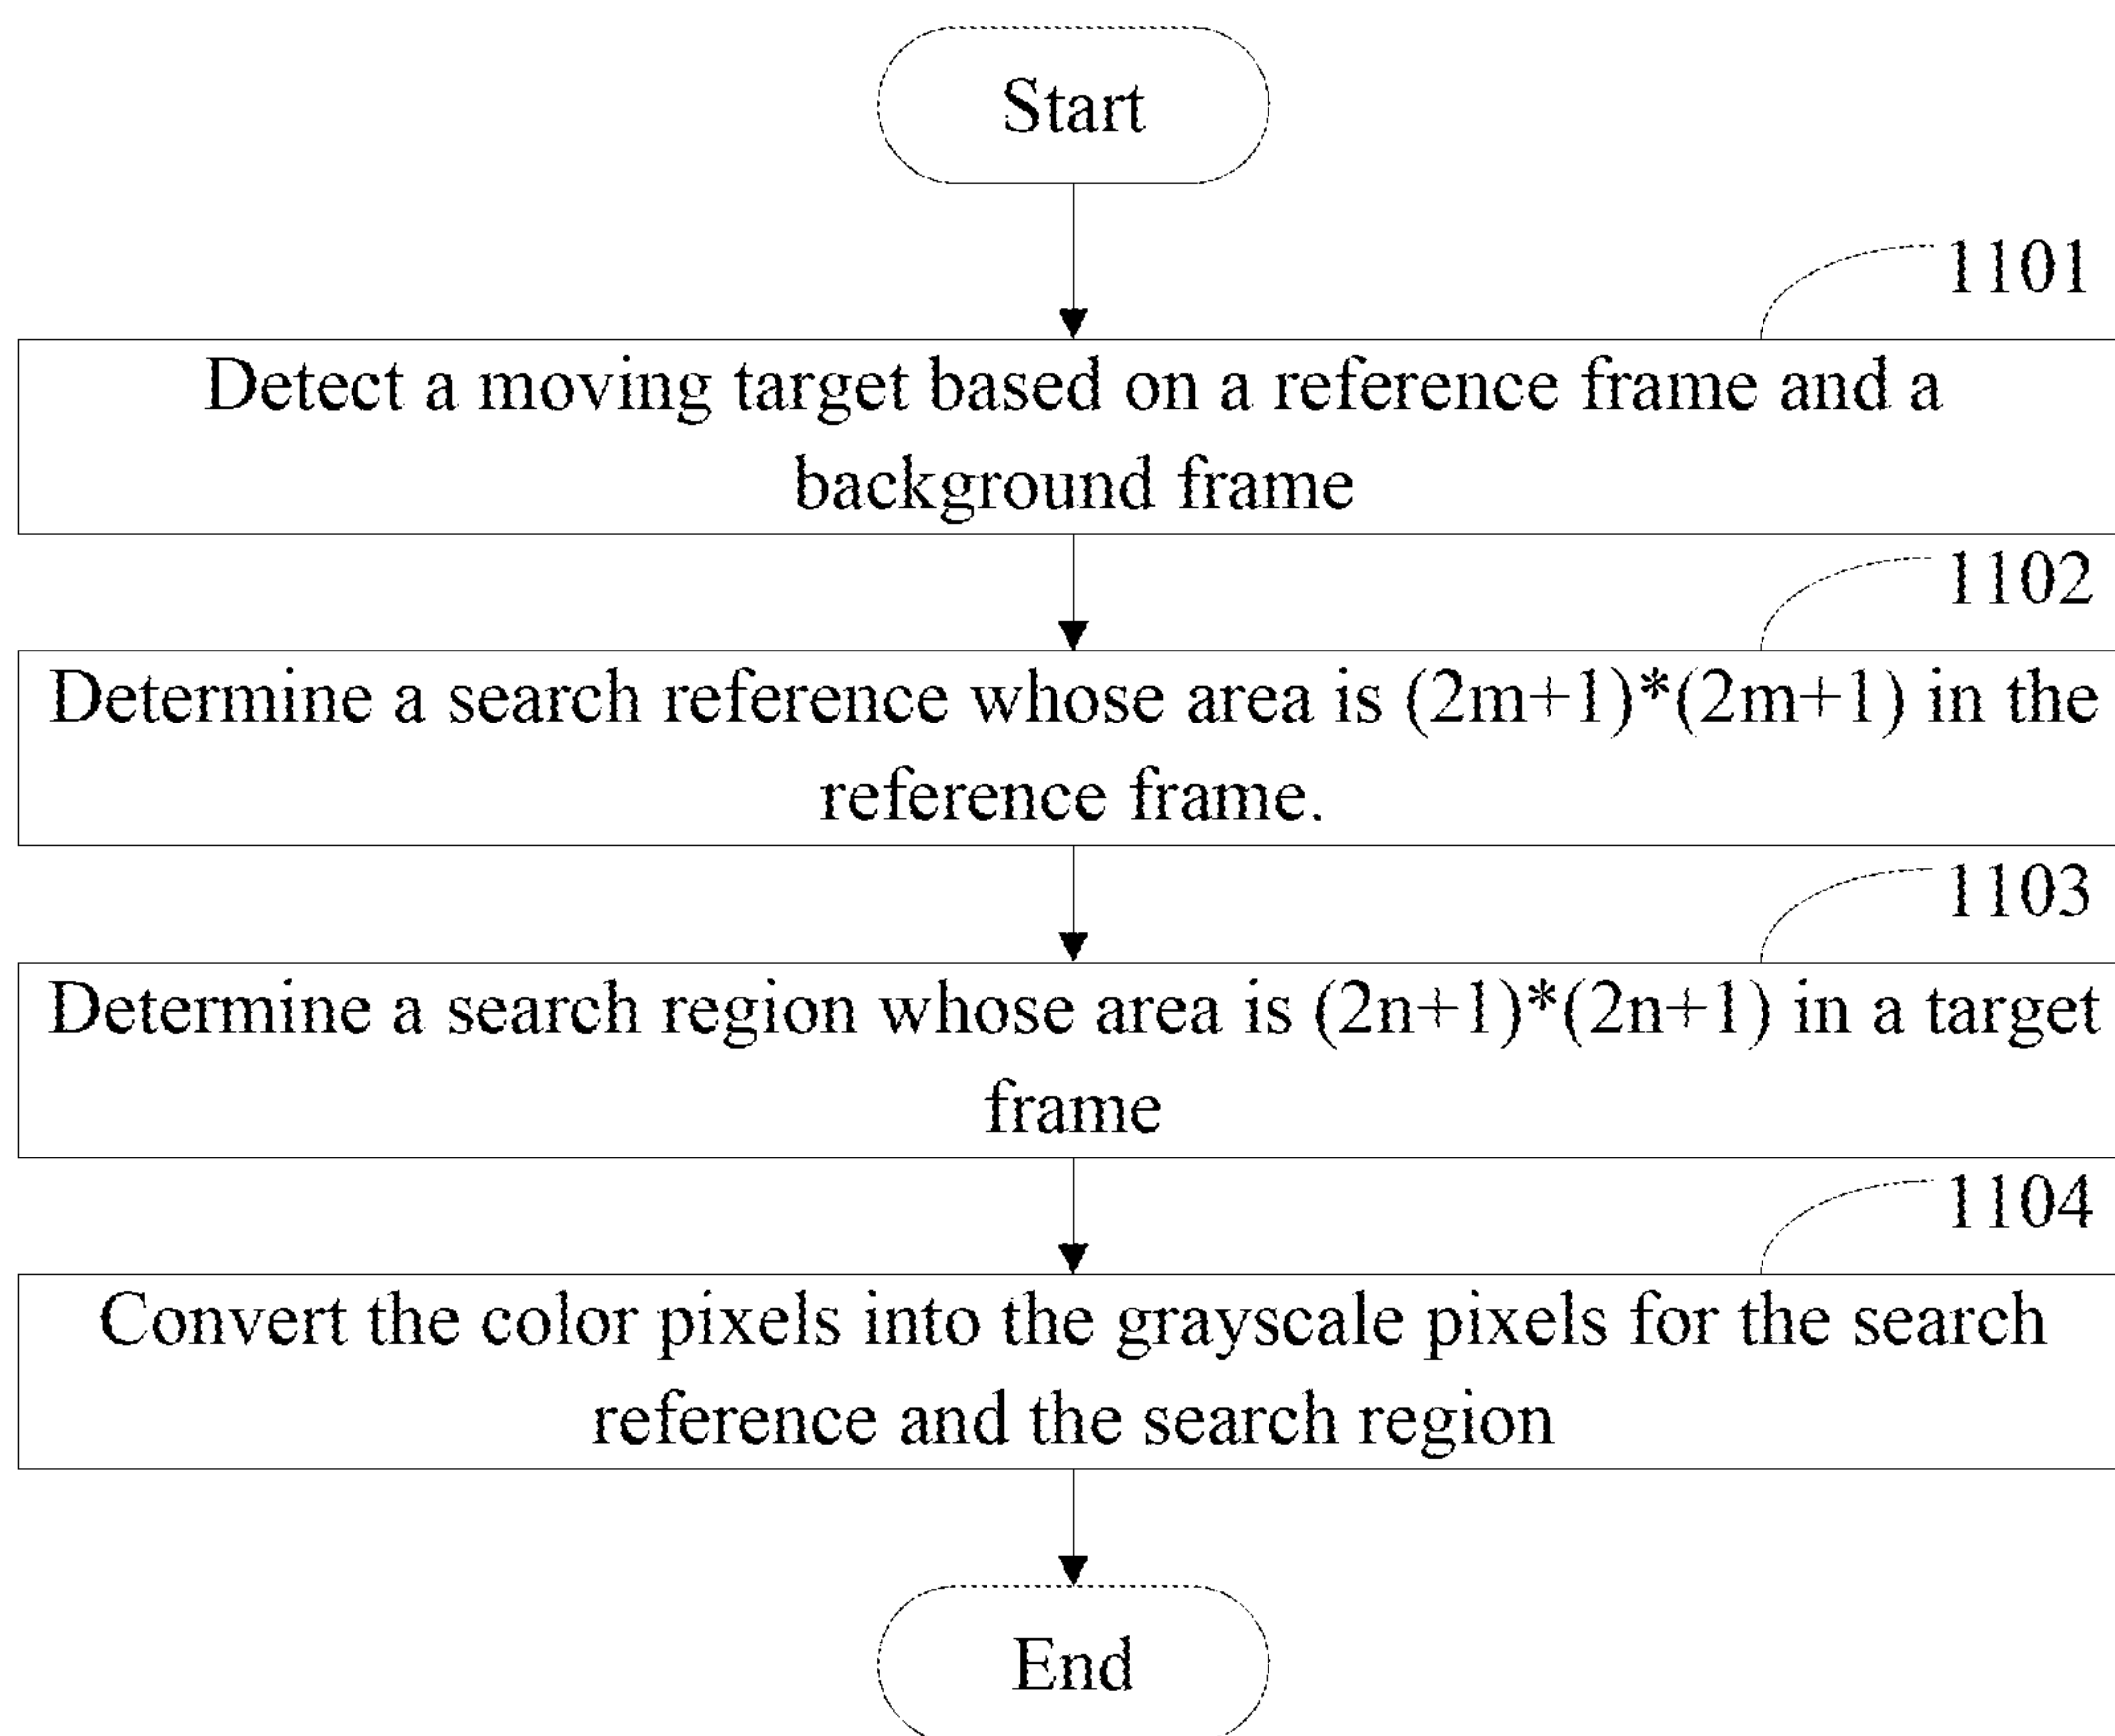 Start
1101
Detect a moving target based on a reference frame and a
background frame
1102
Determine a search reference whose area is (2m+1)*(2m+1) in the
reference frame.
1103
Determine a search region whose area is (2n+1)*(2n+1) in a target
frame
1104
Convert the color pixels into the grayscale pixels for the search
reference and the search region
End